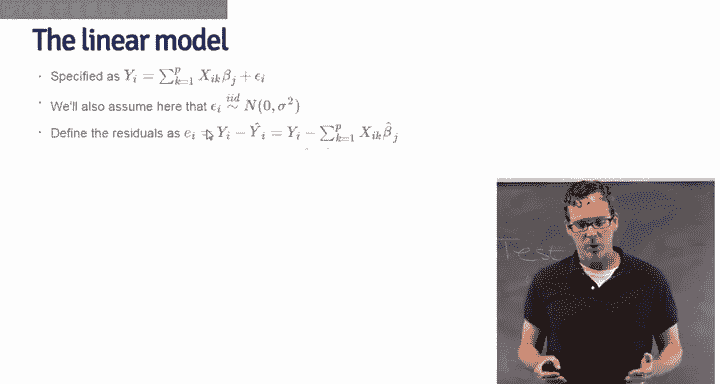 The linear model
· Specified as $Y_i = \sum_{k=1}^{p} X_{ik} \beta_j + \epsilon_i$
· We'll also assume here that $\epsilon_i \stackrel{iid}{\sim} N(0, \sigma^2)$
· Define the residuals as $e_i = Y_i - \hat{Y}_i = Y_i - \sum_{k=1}^{p} X_{ik} \hat{\beta}_j$
Test